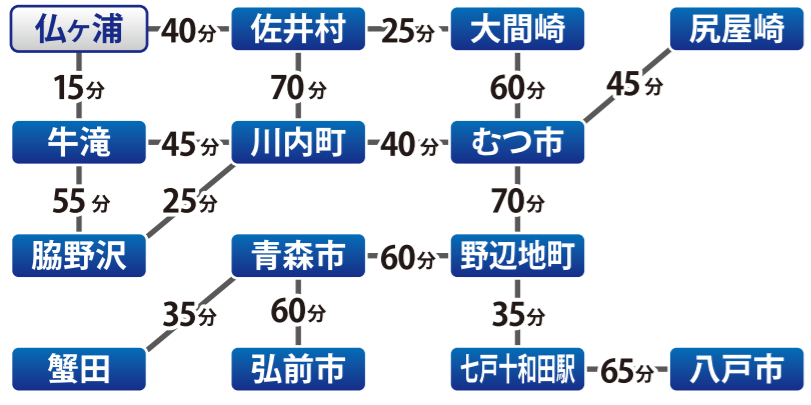 仏ヶ浦 40分 佐井村 25分 大間崎 尻屋崎
15分 70分 60分 45分
牛滝 45分 川内町 40分 むつ市
55分 25分 70分
脇野沢 青森市 60分 野辺地町
35分 60分 35分
蟹田 弘前市 七戸十和田駅 65分 八戸市